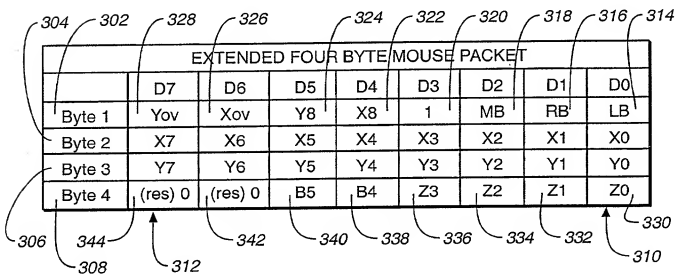 304 302 328 326 324 322 320 318 316 314
EXTENDED FOUR BYTE MOUSE PACKET
D7 D6 D5 D4 D3 D2 D1 D0
Byte 1 Yov Xov Y8 X8 1 MB RB LB
Byte 2 X7 X6 X5 X4 X3 X2 X1 X0
Byte 3 Y7 Y6 Y5 Y4 Y3 Y2 Y1 Y0
Byte 4 (res) 0 (res) 0 B5 B4 Z3 Z2 Z1 Z0
306 308 344 312 342 340 338 336 334 332 310 330